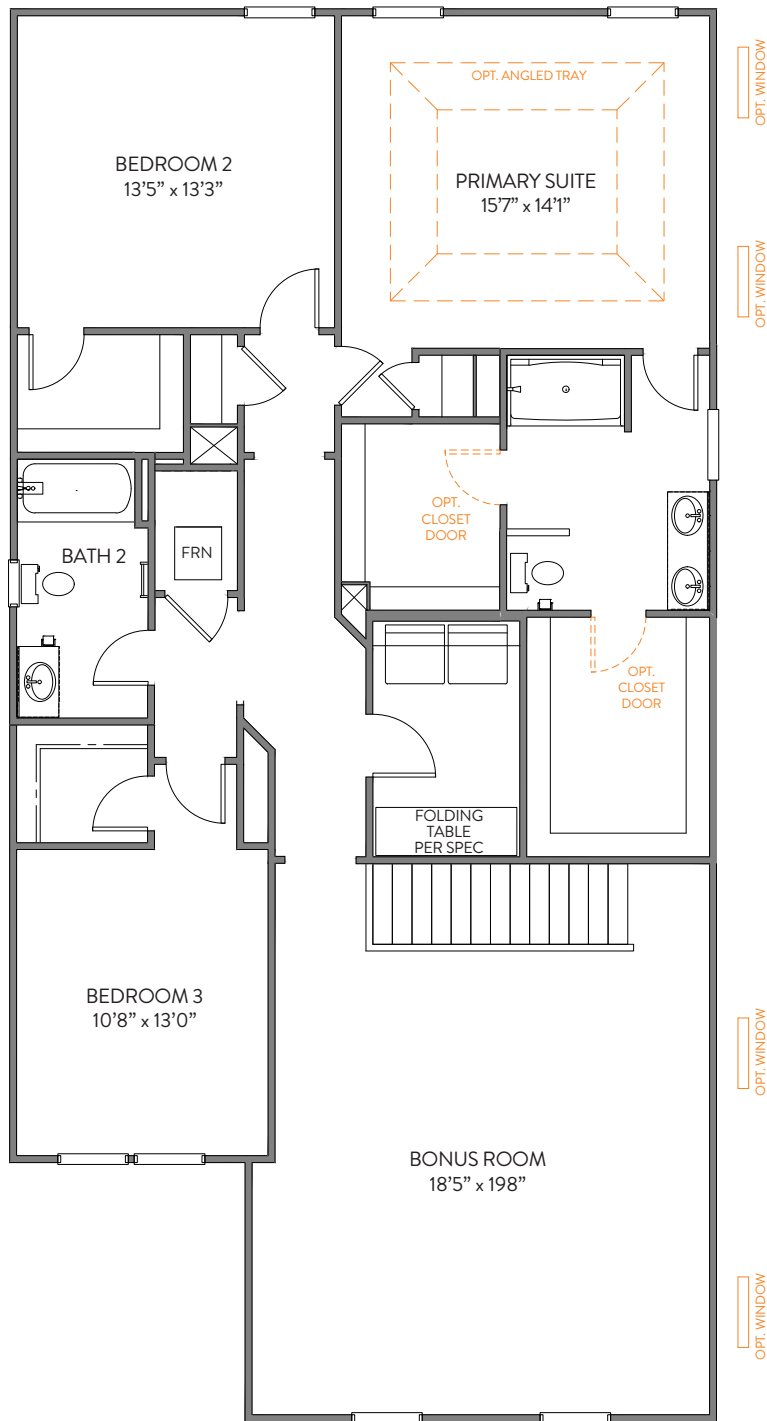 OPT. WINDOW
OPT. ANGLED TRAY
BEDROOM 2
13'5” x 13'3”
PRIMARY SUITE
15'7” x 14'1”
OPT. WINDOW
OPT.
CLOSET
DOOR
BATH 2
FRN
OPT.
CLOSET
DOOR
FOLDING
TABLE
PER SPEC
BEDROOM 3
10'8” x 13'0”
OPT. WINDOW
BONUS ROOM
18'5” x 198”
OPT. WINDOW